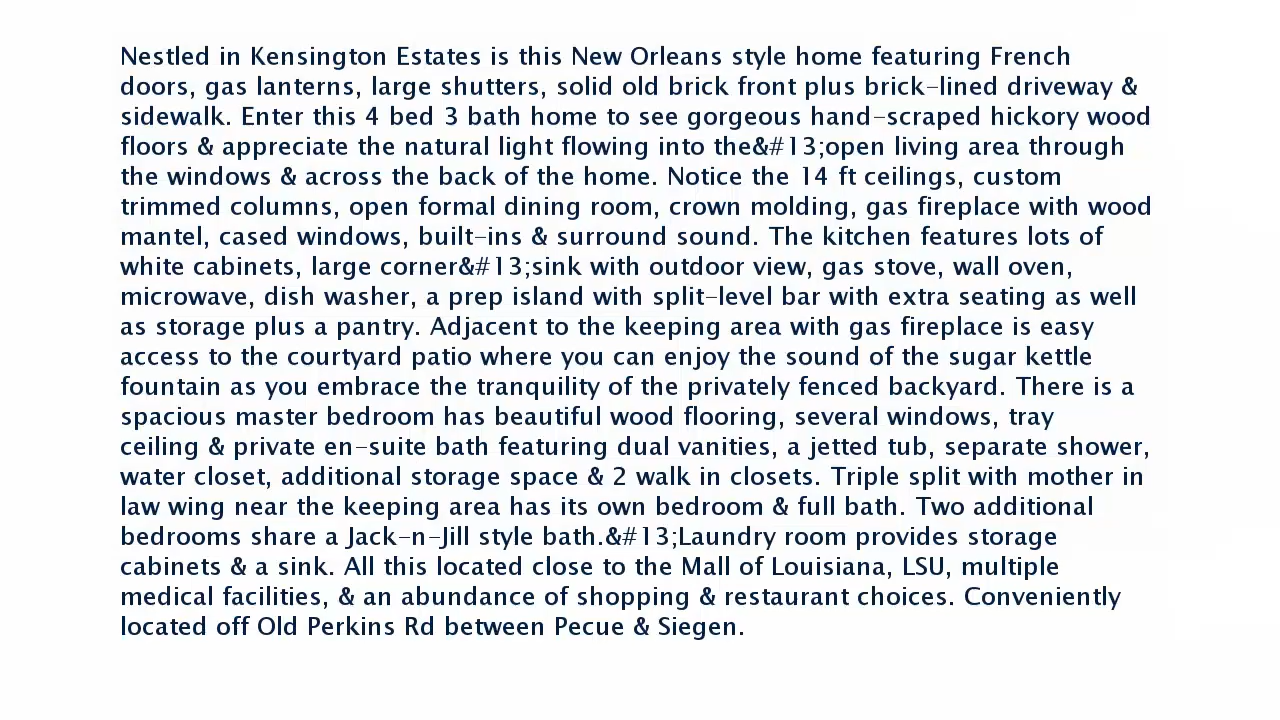 Nestled in Kensington Estates is this New Orleans style home featuring French
doors, gas lanterns, large shutters, solid old brick front plus brick-lined driveway &
sidewalk. Enter this 4 bed 3 bath home to see gorgeous hand-scraped hickory wood
floors & appreciate the natural light flowing into the&#13;open living area through
the windows & across the back of the home. Notice the 14 ft ceilings, custom
trimmed columns, open formal dining room, crown molding, gas fireplace with wood
mantel, cased windows, built-ins & surround sound. The kitchen features lots of
white cabinets, large corner&#13;sink with outdoor view, gas stove, wall oven,
microwave, dish washer, a prep island with split-level bar with extra seating as well
as storage plus a pantry. Adjacent to the keeping area with gas fireplace is easy
access to the courtyard patio where you can enjoy the sound of the sugar kettle
fountain as you embrace the tranquility of the privately fenced backyard. There is a
spacious master bedroom has beautiful wood flooring, several windows, tray
ceiling & private en-suite bath featuring dual vanities, a jetted tub, separate shower,
water closet, additional storage space & 2 walk in closets. Triple split with mother in
law wing near the keeping area has its own bedroom & full bath. Two additional
bedrooms share a Jack-n-Jill style bath.&#13;Laundry room provides storage
cabinets & a sink. All this located close to the Mall of Louisiana, LSU, multiple
medical facilities, & an abundance of shopping & restaurant choices. Conveniently
located off Old Perkins Rd between Pecue & Siegen.